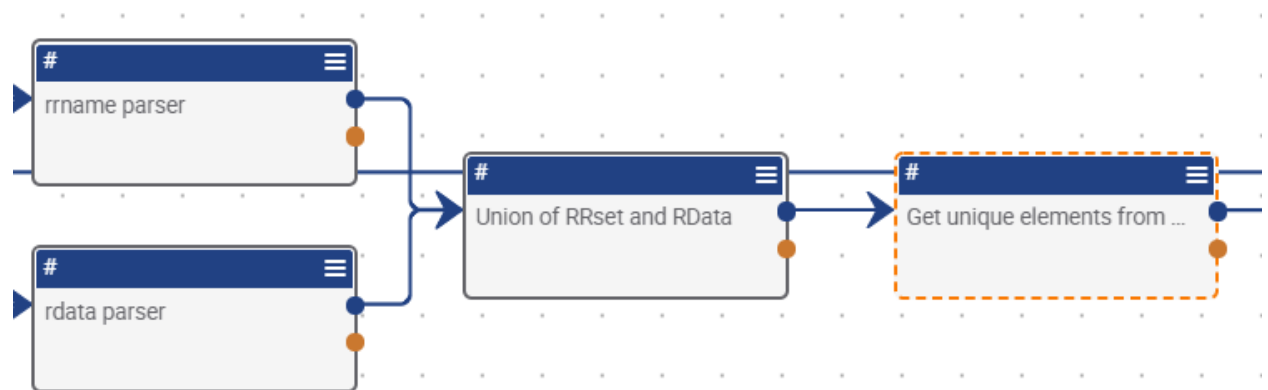 #
rrname parser
#
rdata parser
#
Union of RRset and RData
#
Get unique elements from ...